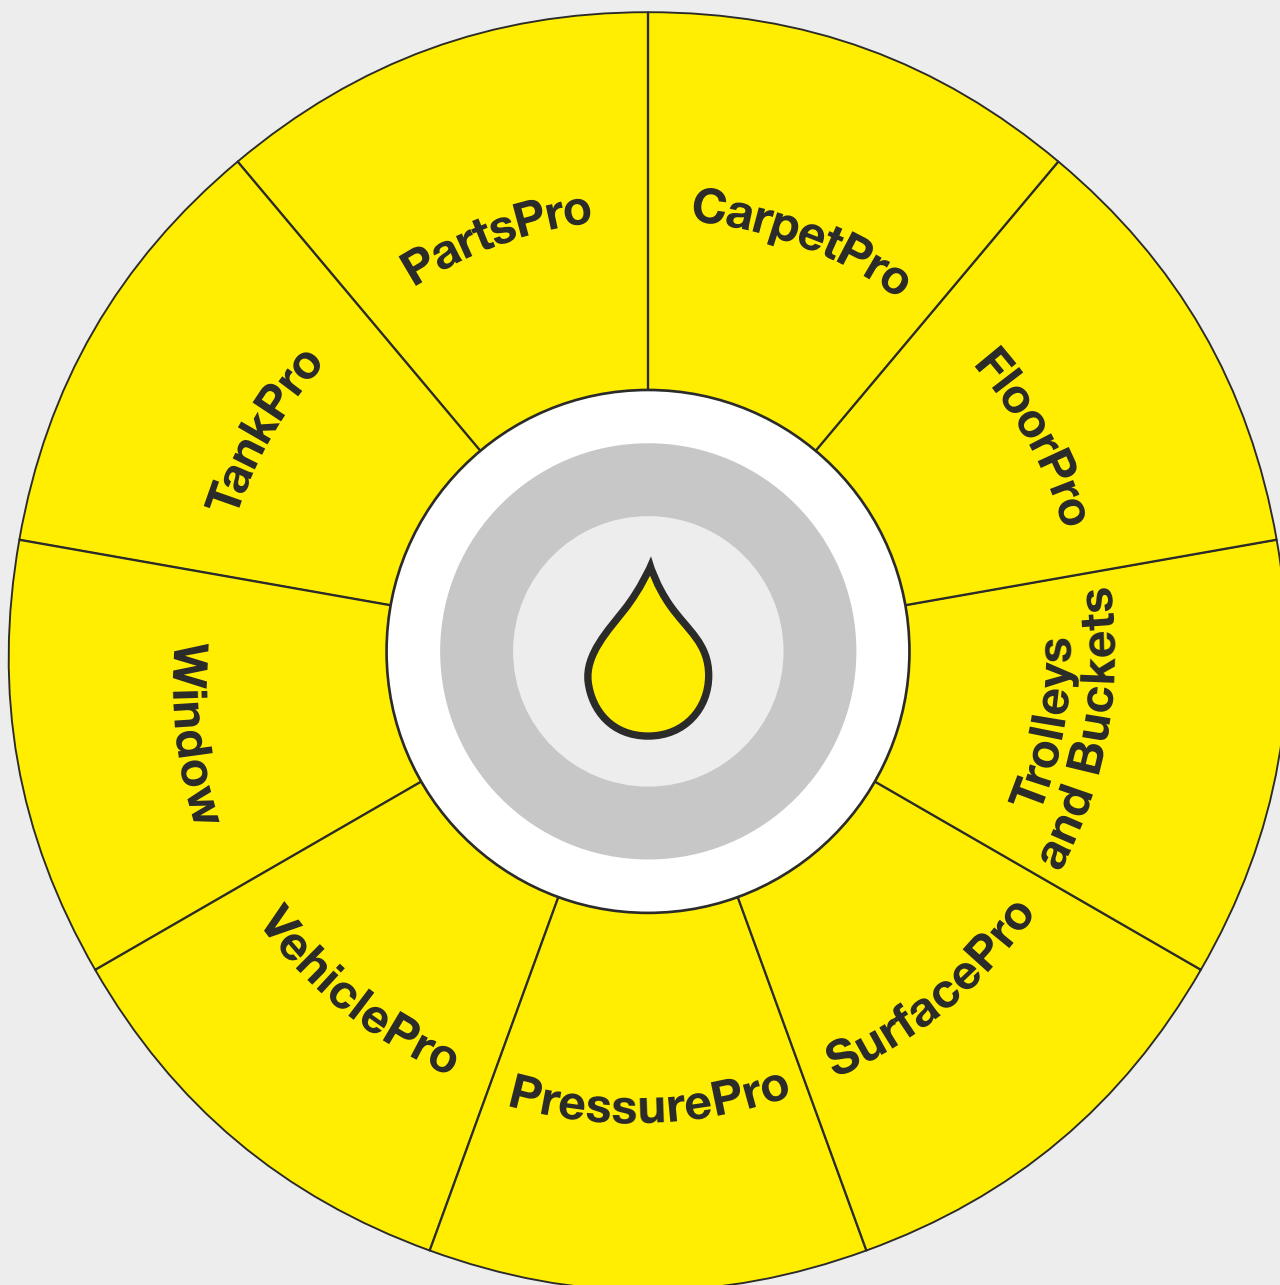 PartsPro
CarpetPro
FloorPro
Trolleys
and Buckets
SurfacePro
PressurePro
VehiclePro
Window
TankPro